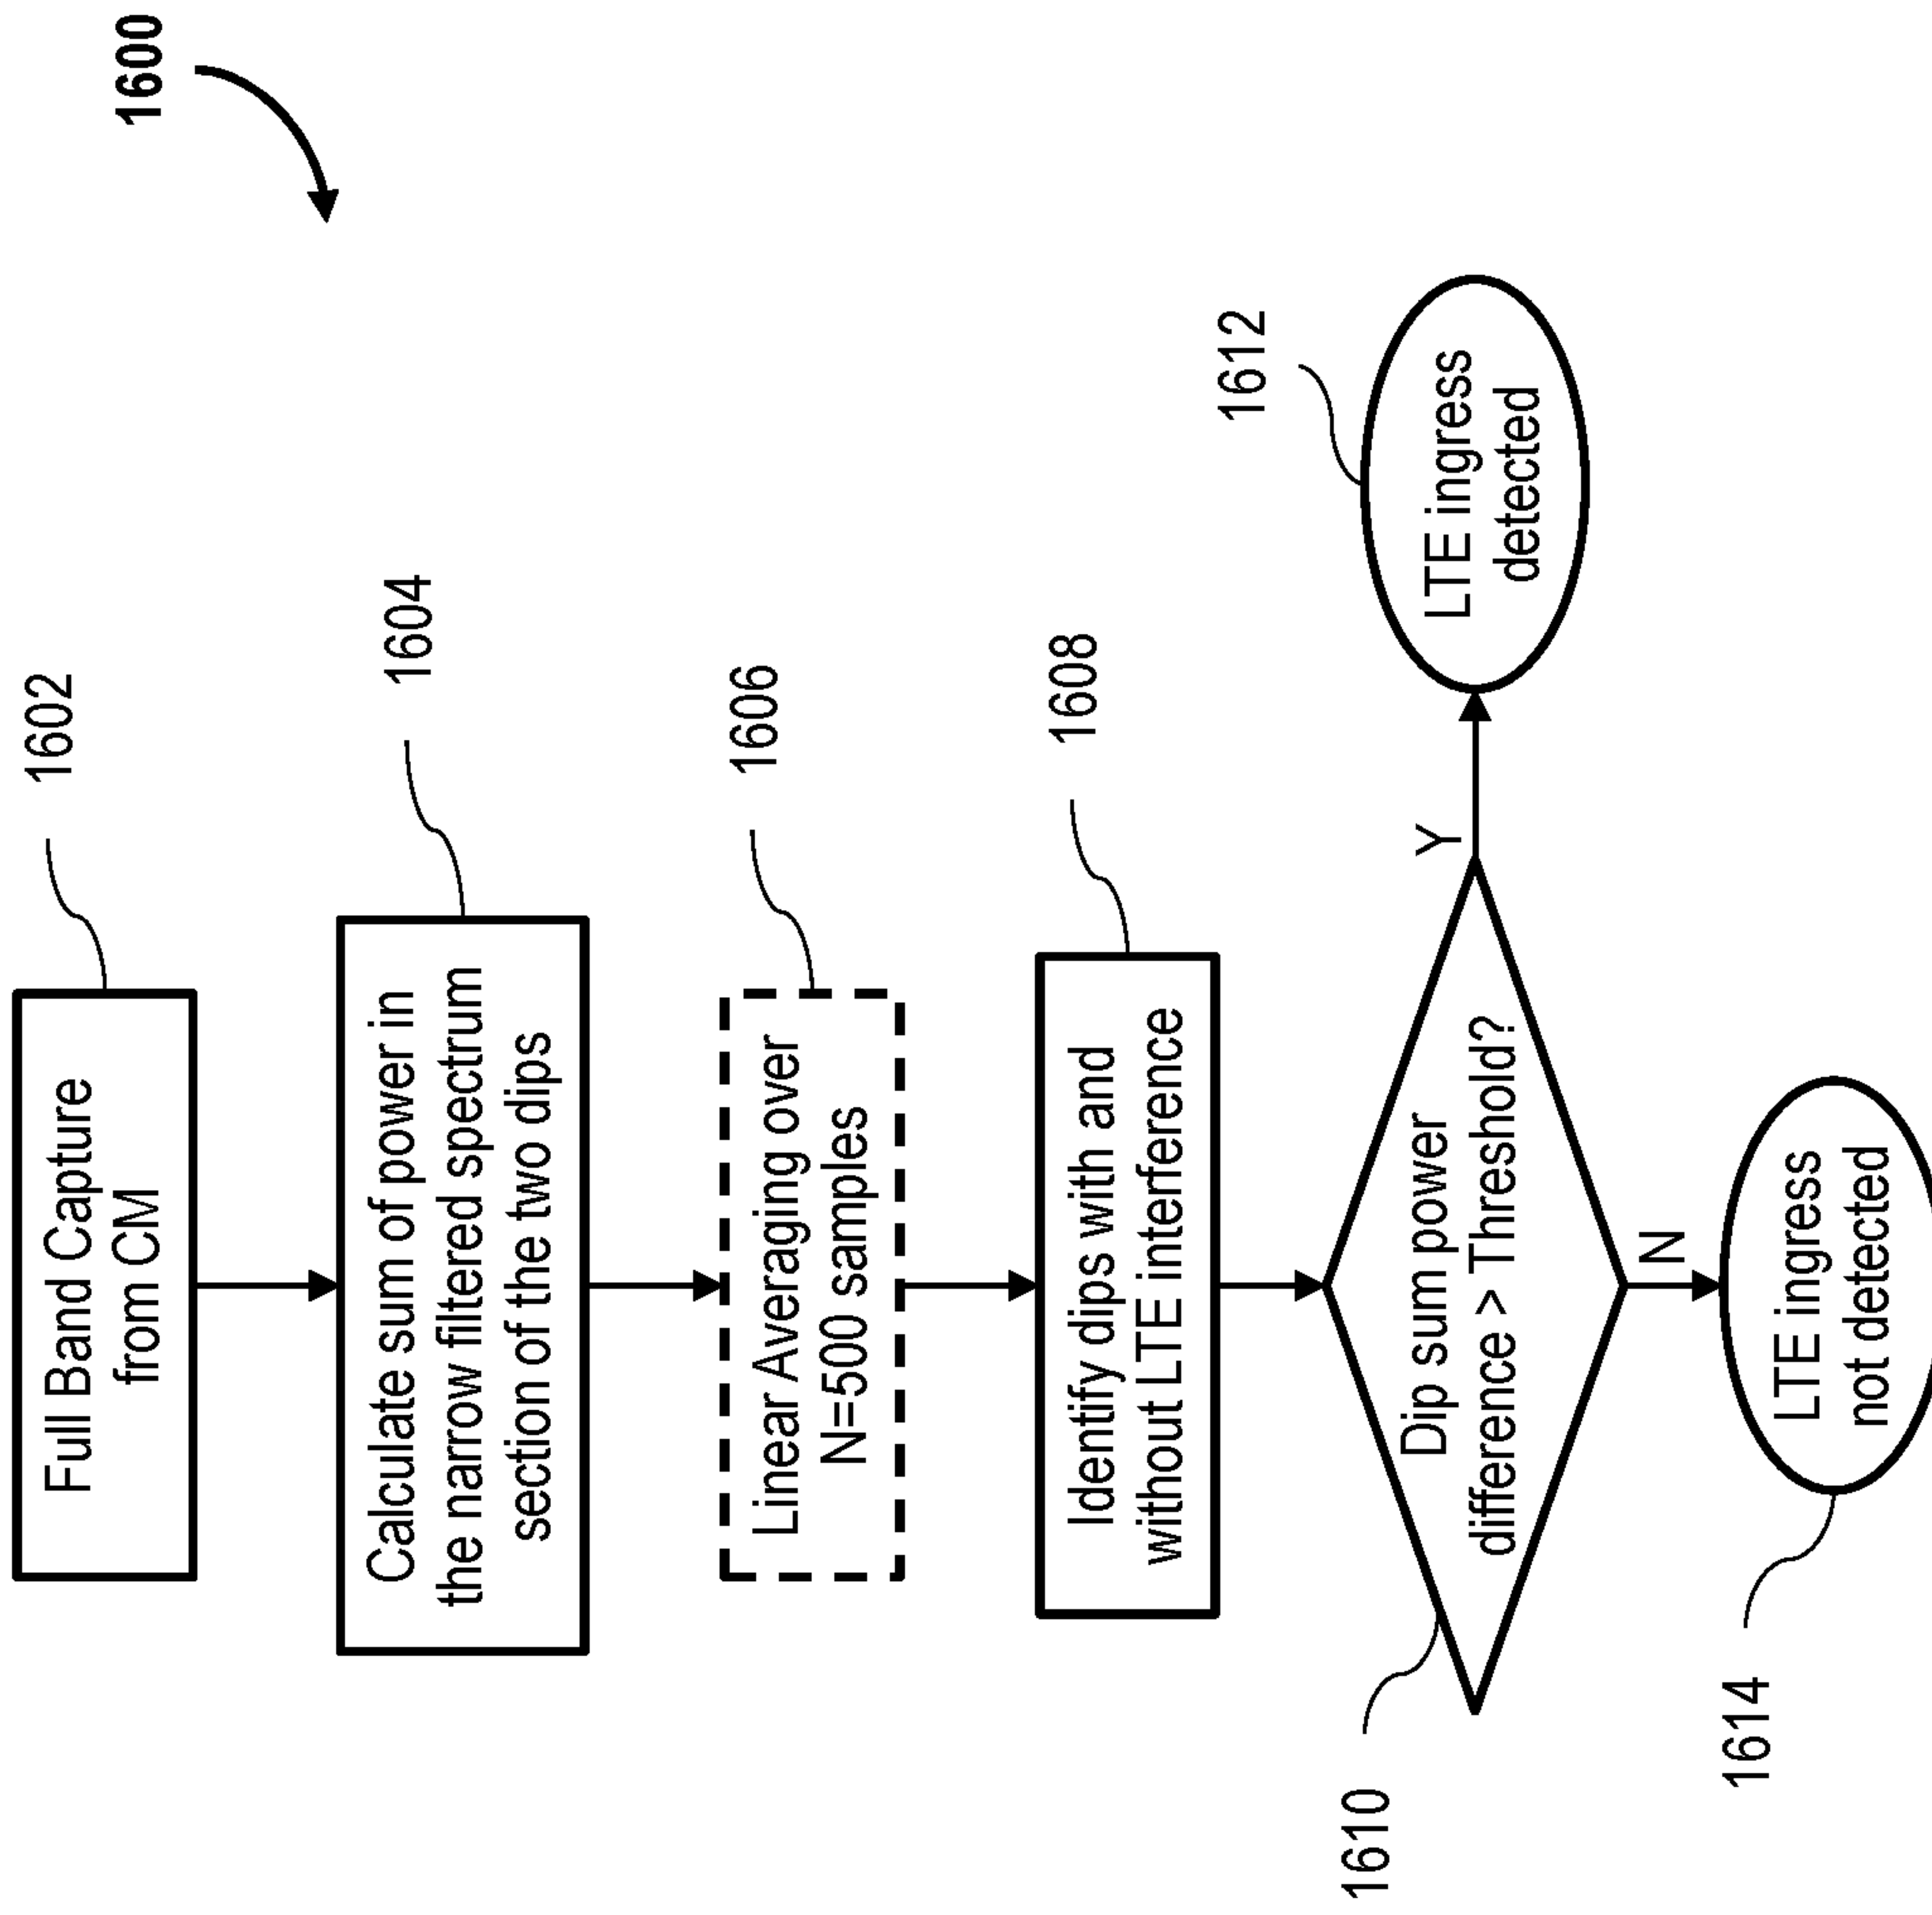 1600
Full Band Capture
from CM
1602
Calculate sum of power in
the narrow filtered spectrum
section of the two dips
1604
Linear Averaging over
N=500 samples
1606
Identify dips with and
without LTE interference
1608
Dip sum power
difference > Threshold?
1610
Y
LTE ingress
detected
1612
N
LTE ingress
not detected
1614